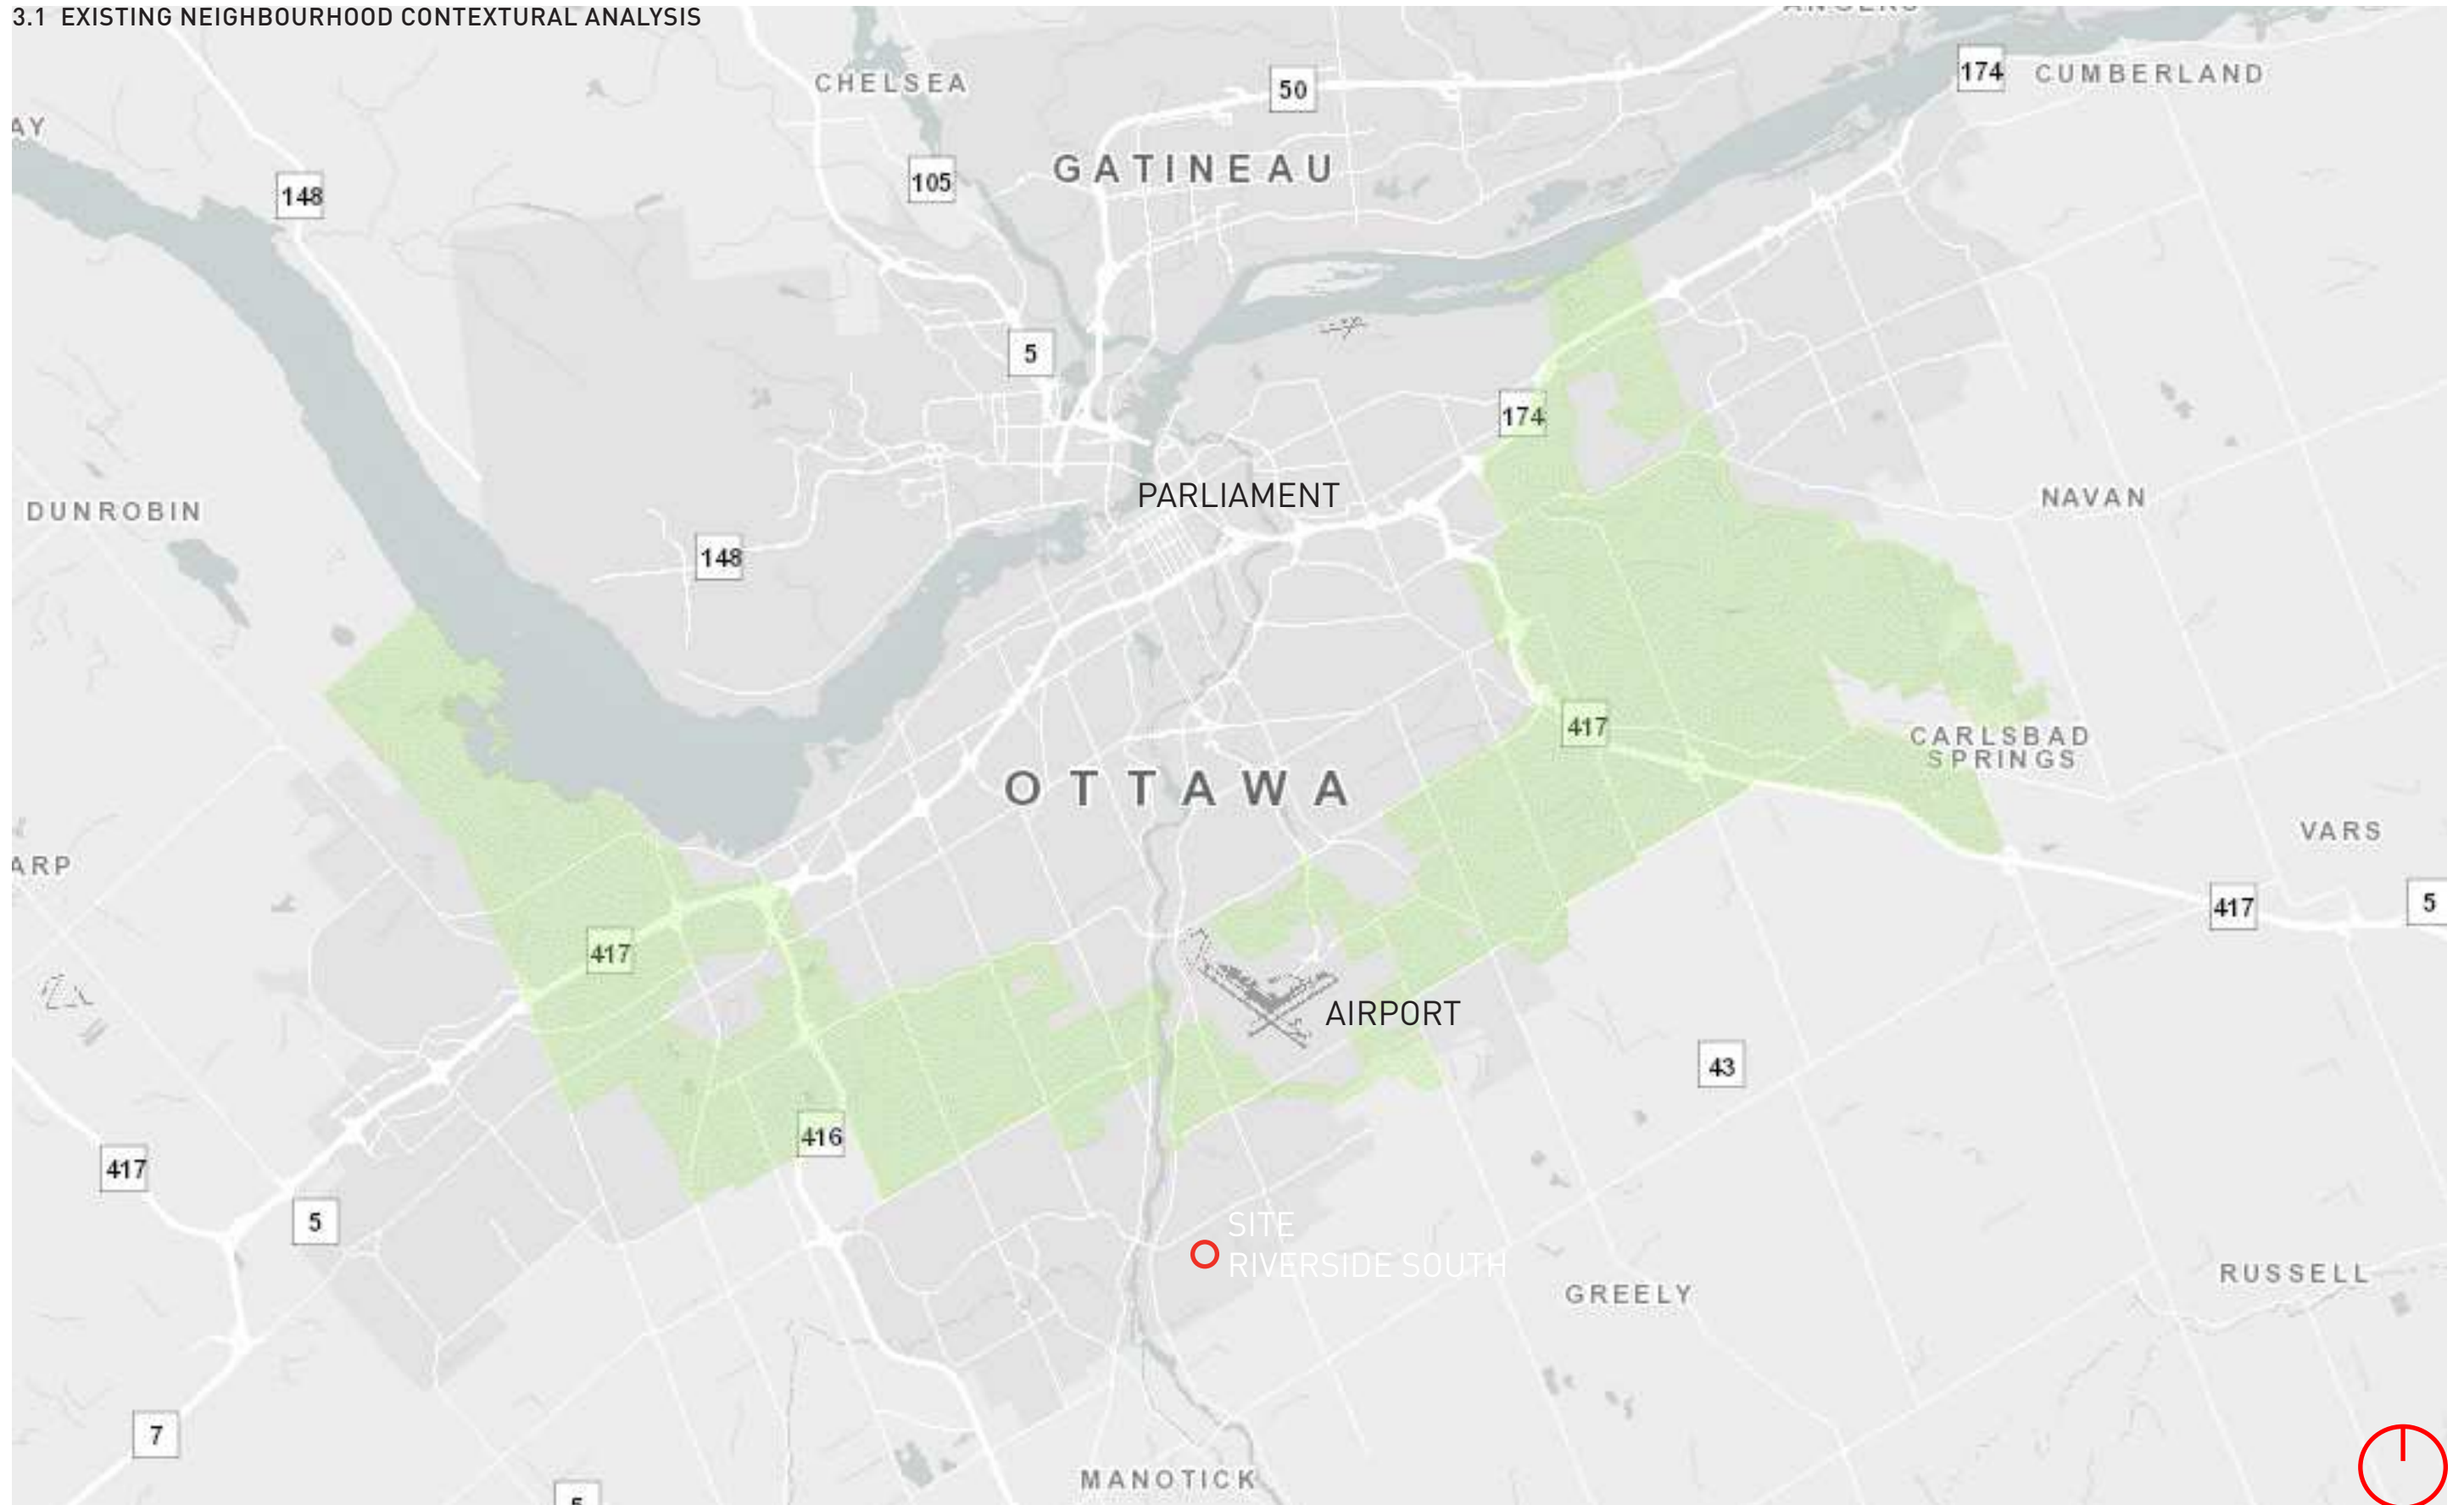 3.1 EXISTING NEIGHBOURHOOD CONTEXTURAL ANALYSIS
174
CUMBERLAND
CHELSEA
50
AY
GATINEAU
105
148
5
174
PARLIAMENT
NAVAN
DUNROBIN
148
417
CARLSBAD
SPRINGS
OTTAWA
VARS
ARP
417
5
417
AIRPORT
43
416
417
5
SITE
RIVERSIDE SOUTH
RUSSELL
GREELY
7
MANOTICK